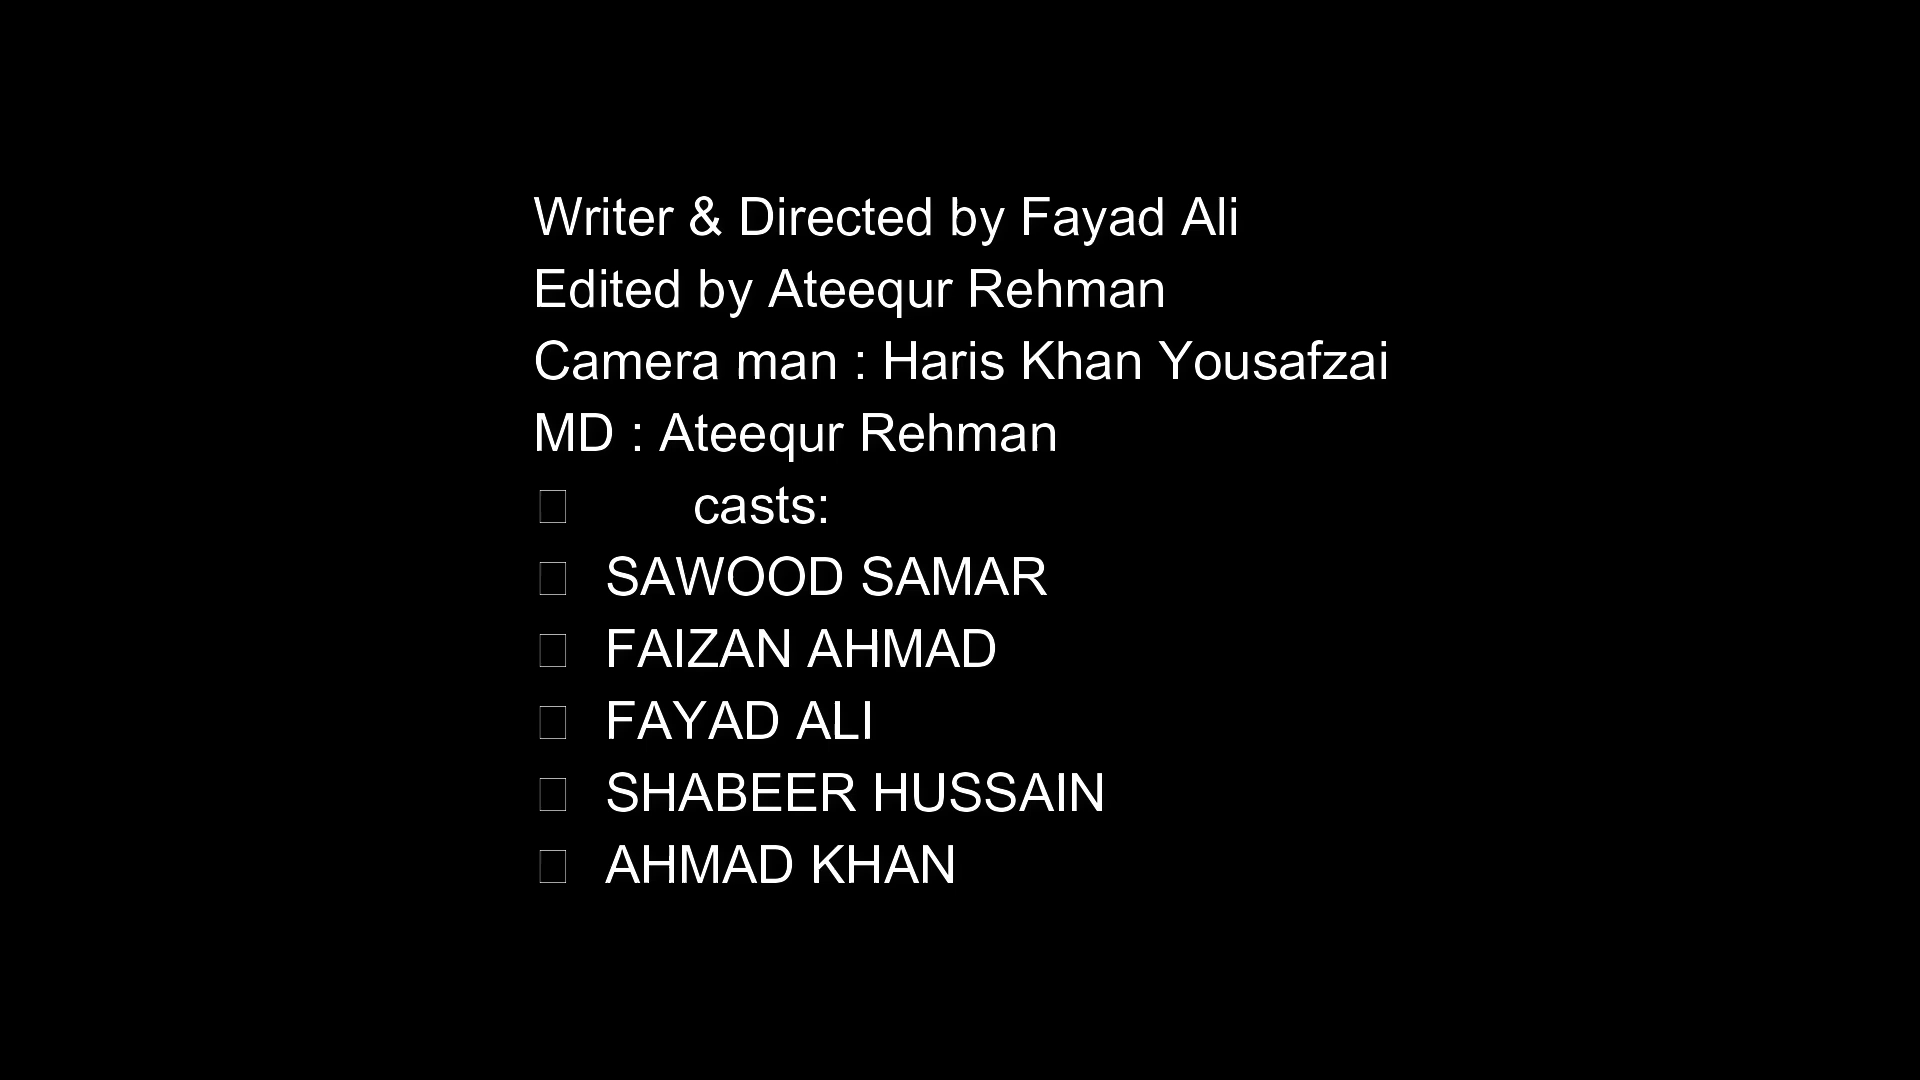 Writer & Directed by Fayad Ali
Edited by Ateequr Rehman
Camera man : Haris Khan Yousafzai
MD : Ateequr Rehman
casts:
SAWOOD SAMAR
FAIZAN AHMAD
FAYAD ALI
SHABEER HUSSAIN
AHMAD KHAN